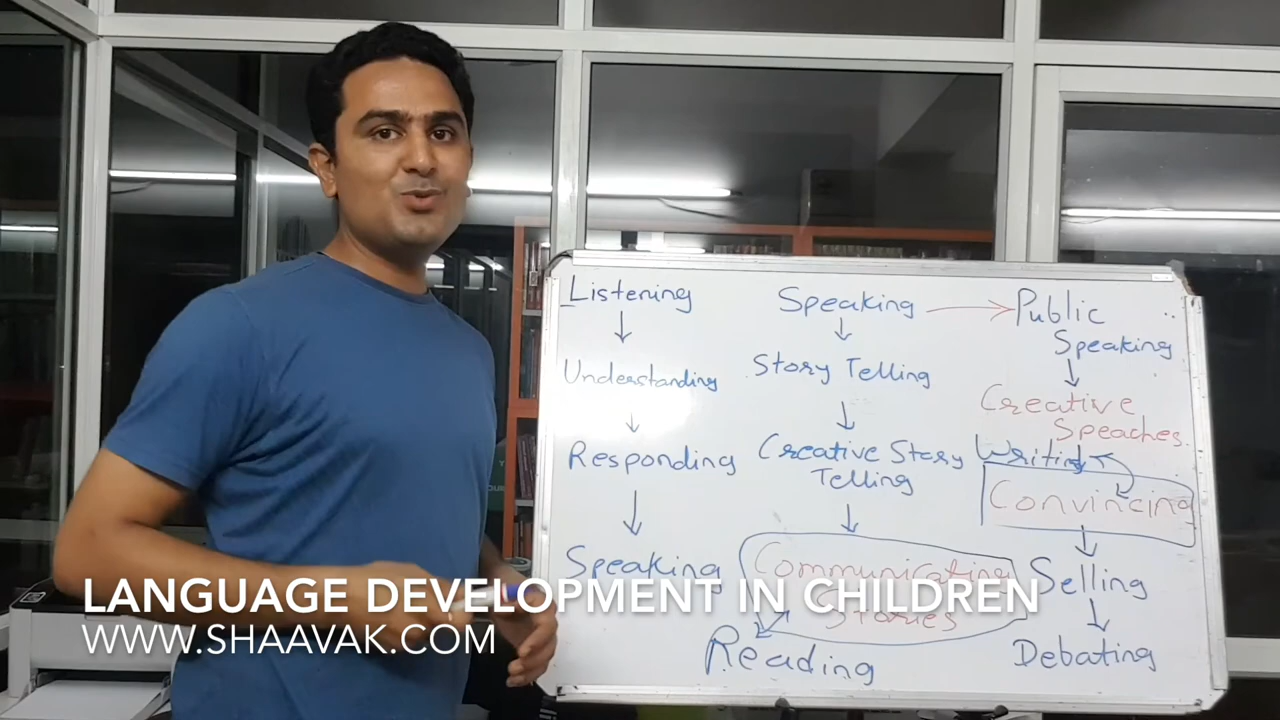 Listening
Understanding
Responding
Speaking
Speaking
Story Telling
Creative Story
Telling
Communicating
Stories
Reading
Public
Speaking
Creative
Speaches.
Writing
Convincing
Selling
Debating
LANGUAGE DEVELOPMENT IN CHILDREN
WWW.SHAAVAK.COM